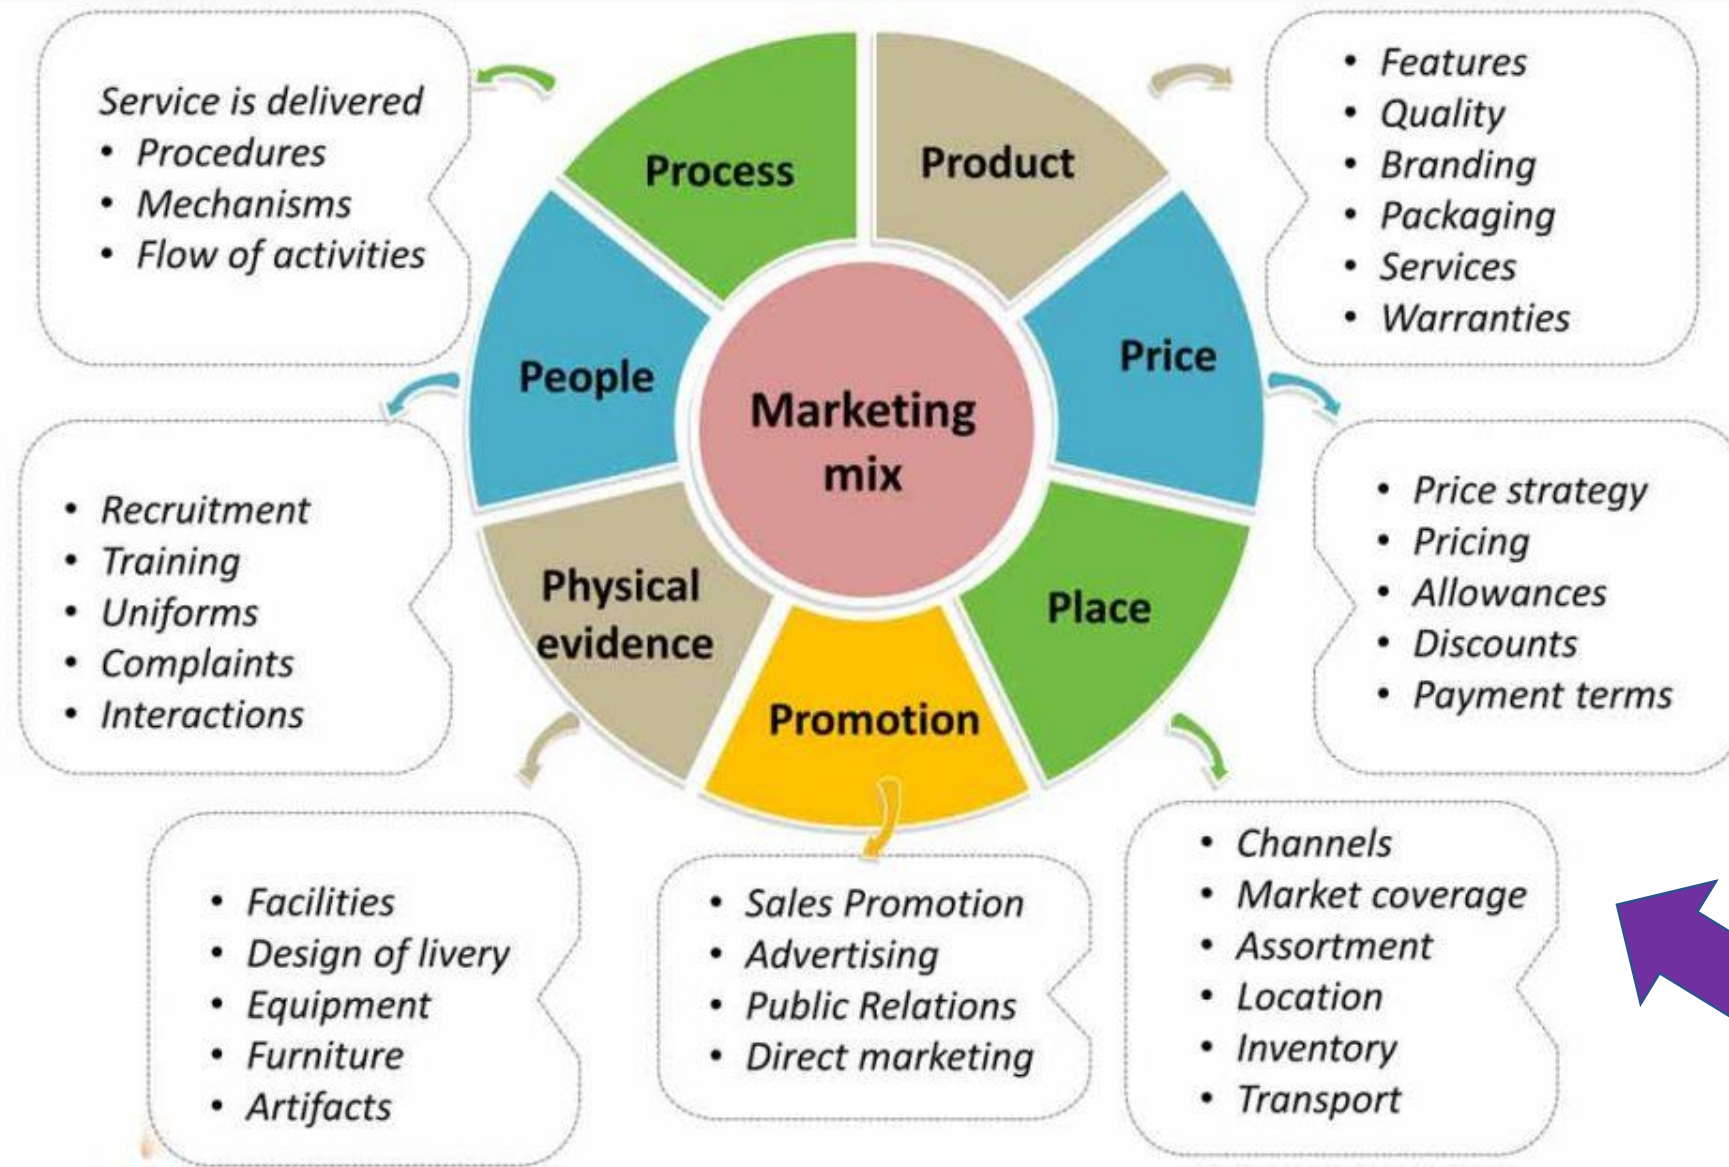 Service is delivered
• Procedures
• Mechanisms
• Flow of activities
Process
Product
• Features
• Quality
• Branding
• Packaging
• Services
• Warranties
People
Price
Marketing
mix
• Recruitment
• Training
• Uniforms
• Complaints
• Interactions
• Price strategy
• Pricing
• Allowances
• Discounts
• Payment terms
Physical
evidence
Place
Promotion
• Facilities
• Design of livery
• Equipment
• Furniture
• Artifacts
• Sales Promotion
• Advertising
• Public Relations
• Direct marketing
• Channels
• Market coverage
• Assortment
• Location
• Inventory
• Transport